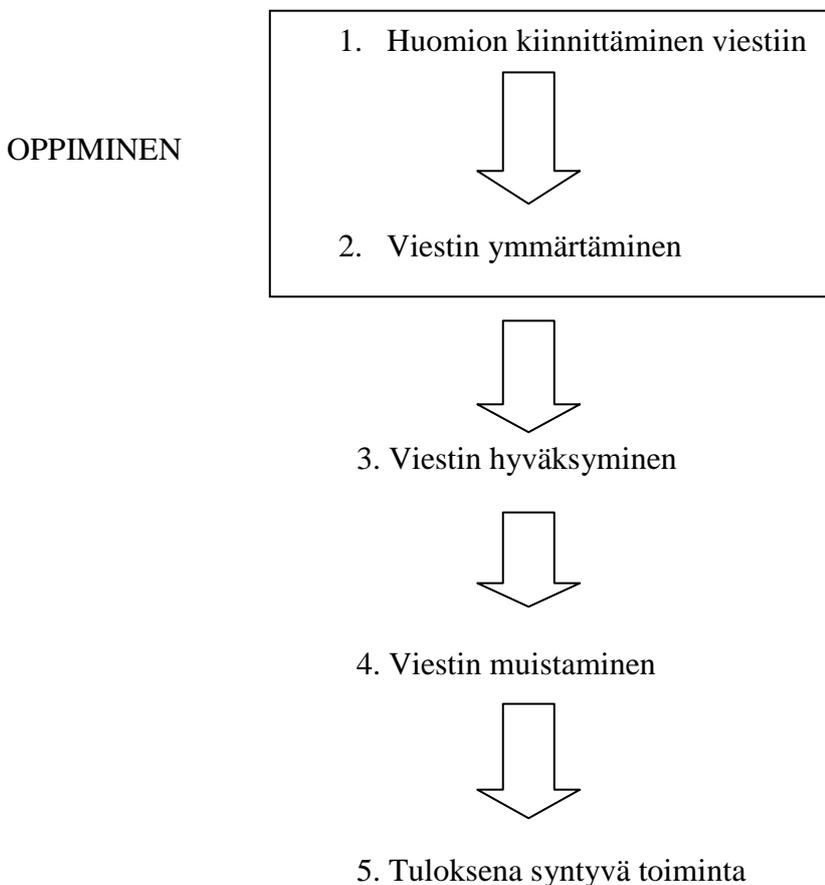 1. Huomion kiinnittäminen viestiin
OPPIMINEN
2. Viestin ymmärtäminen
3. Viestin hyväksyminen
4. Viestin muistaminen
5. Tuloksena syntyvä toiminta